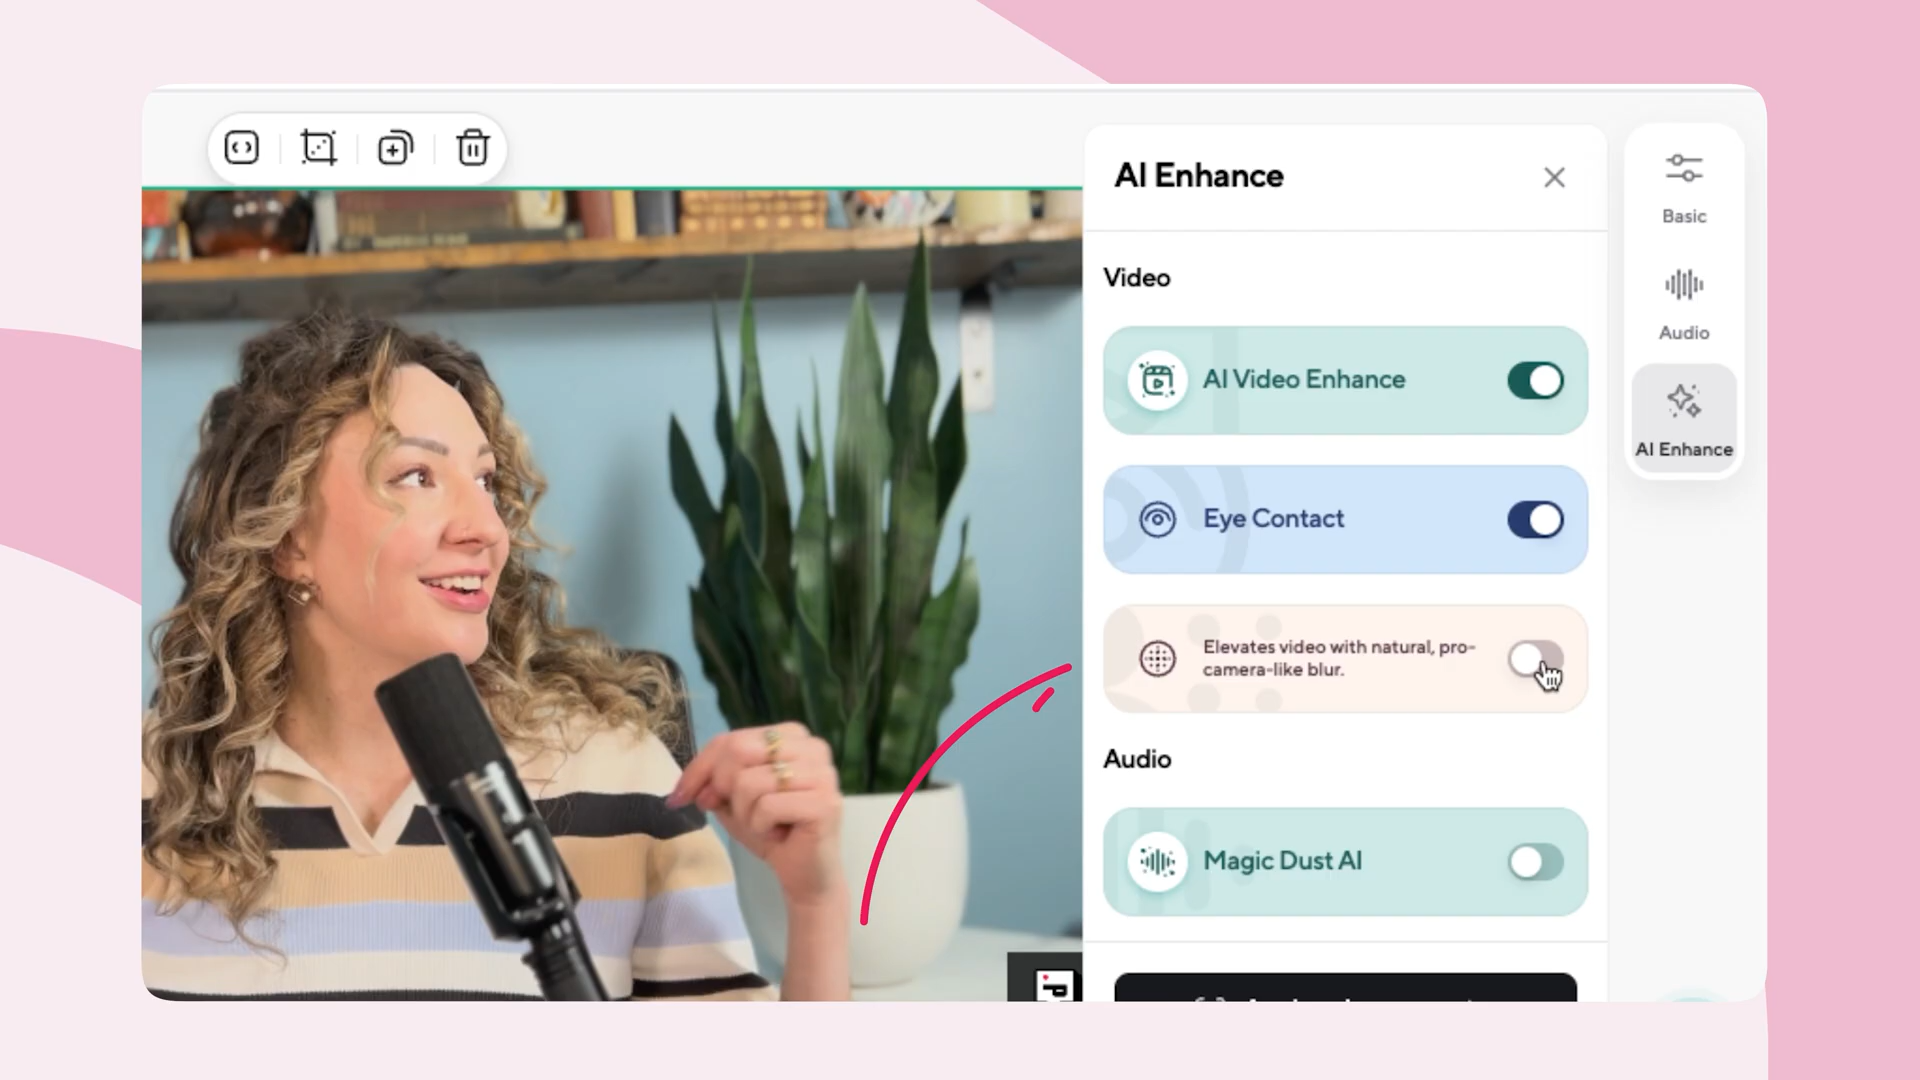 AI Enhance
Basic
Video
Audio
AI Video Enhance
AI Enhance
Eye Contact
Elevates video with natural, pro-
camera-like blur.
Audio
Magic Dust AI